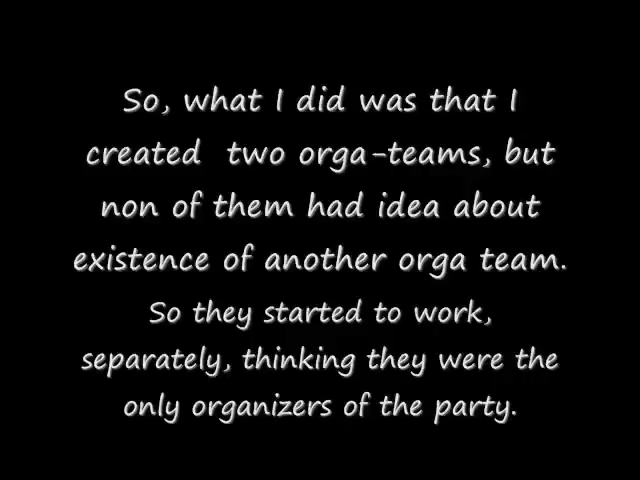 So, what I did was that I
created two orga-teams, but
non of them had idea about
existence of another orga team.
So they started to work,
separately, thinking they were the
only organizers of the party.